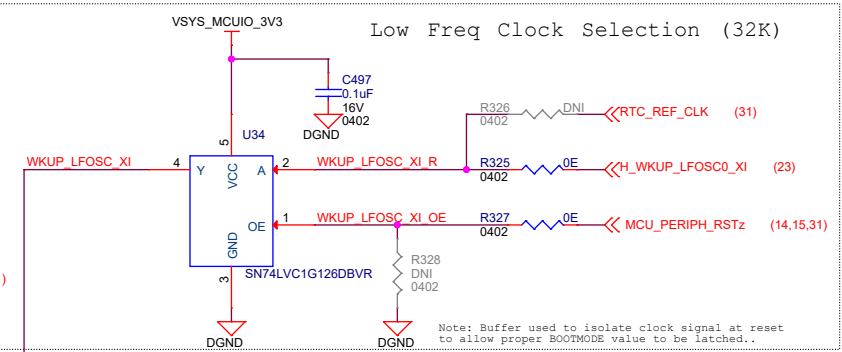 VSYS_MCUIO_3V3
Low Freq Clock Selection (32K)
C497
0.1uF
16V
0402
DGND
R326
0402
DNI
RTC_REF_CLK
(31)
5
U34
WKUP_LFOSC_XI
4
Y
VCC
A
2
WKUP_LFOSC_XI_R
R325
0402
0E
H_WKUP_LFOSC0_XI
(23)
OE
1
WKUP_LFOSC_XI_OE
R327
0402
0E
MCU_PERIPH_RSTz
(14,15,31)
GND
3
SN74LVC1G126DBVR
R328
DNI
0402
)
DGND
DGND
Note: Buffer used to isolate clock signal at reset
to allow proper BOOTMODE value to be latched..